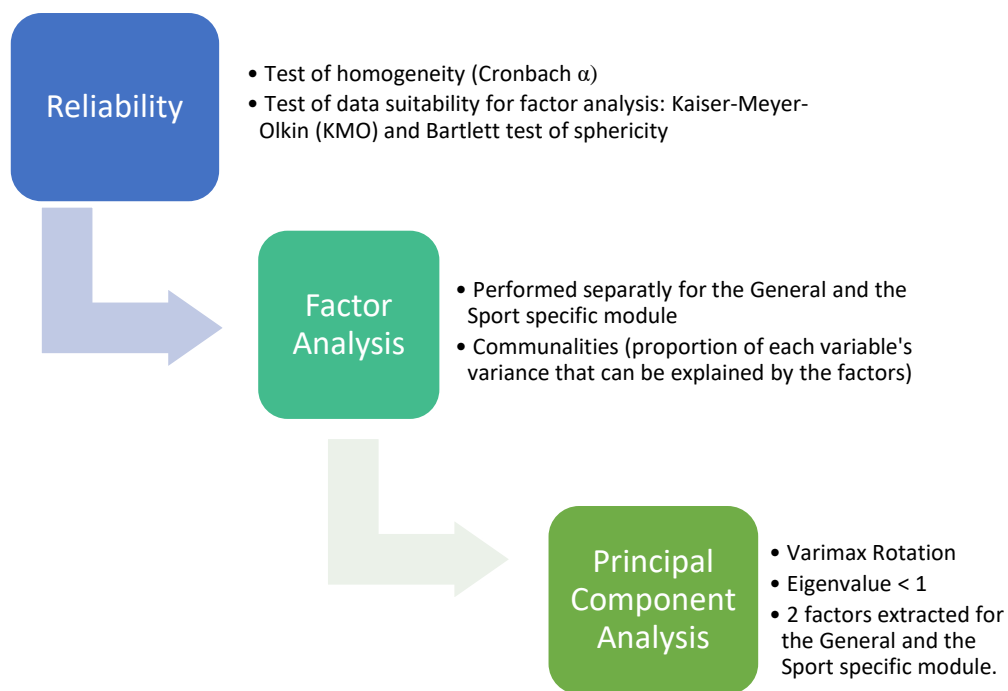 Reliability
• Test of homogeneity (Cronbach α)
• Test of data suitability for factor analysis: Kaiser-Meyer-
Olkin (KMO) and Bartlett test of sphericity
Factor
Analysis
• Performed separatly for the General and the
Sport specific module
• Communalities (proportion of each variable's
variance that can be explained by the factors)
Principal
Component
Analysis
• Varimax Rotation
• Eigenvalue < 1
• 2 factors extracted for
the General and the
Sport specific module.